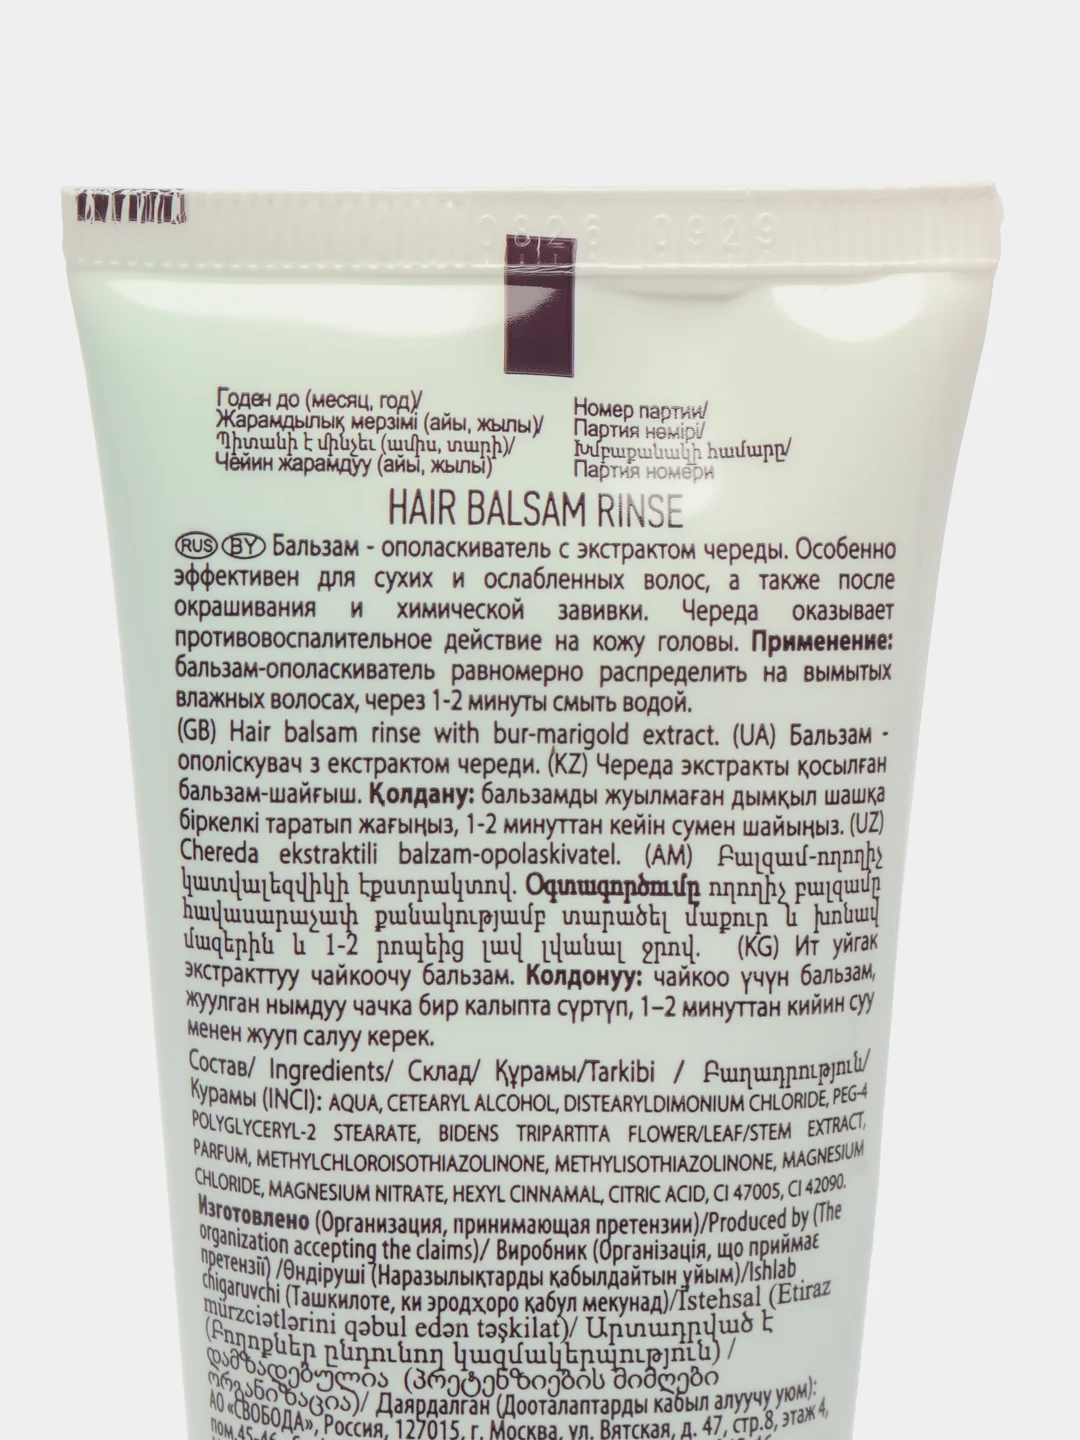 0826 0929
Годен до (месяц, год)/
Жарамдылық мерзімі (айы, жылы)/
Պիտանի է մինչեւ (ամիս, տարի)/
Чейин жарамдуу (айы, жылы)
Номер партии/
Партия нөмірі/
Խմբաքանակի համարը/
Партия номери
HAIR BALSAM RINSE
RUS BY Бальзам - ополаскиватель с экстрактом череды. Особенно
эффективен для сухих и ослабленных волос, а также после
окрашивания и химической завивки. Череда оказывает
противовоспалительное действие на кожу головы. Применение:
бальзам-ополаскиватель равномерно распределить на вымытых
влажных волосах, через 1-2 минуты смыть водой.
(GB) Hair balsam rinse with bur-marigold extract. (UA) Бальзам -
ополіскувач з екстрактом череди. (KZ) Череда экстракты қосылған
бальзам-шайғыш. Қолдану: бальзамды жуылмаған дымқыл шашқа
біркелкі таратып жағыңыз, 1-2 минуттан кейін сумен шайыңыз. (UZ)
Chereda ekstraktili balzam-opolaskivatel. (AM) Բալզամ-ողողիչ
կատվալեզվիկի էքստրակտով. Օգտագործումը ողողիչ բալզամը
հավասարաչափ քանակությամբ տարածել մաքուր և խոնավ
մազերին և 1-2 րոպեից լավ լվանալ ջրով. (KG) Ит уйгак
экстракттуу чайкоочу бальзам. Колдонуу: чайкоо үчүн бальзам,
жуулган нымдуу чачка бир калыпта сүртүп, 1–2 минуттан кийин суу
менен жууп салуу керек.
Состав/ Ingredients/ Склад/ Құрамы/Tarkibi / Բաղադրություն/
Курамы (INCI): AQUA, CETEARYL ALCOHOL, DISTEARYLDIMONIUM CHLORIDE, PEG-4
POLYGLYCERYL-2 STEARATE, BIDENS TRIPARTITA FLOWER/LEAF/STEM EXTRACT,
PARFUM, METHYLCHLOROISOTHIAZOLINONE, METHYLISOTHIAZOLINONE, MAGNESIUM
CHLORIDE, MAGNESIUM NITRATE, HEXYL CINNAMAL, CITRIC ACID, CI 47005, CI 42090.
Изготовлено (Организация, принимающая претензии)/Produced by (The
organization accepting the claims)/ Виробник (Організація, що приймає
претензії) /Өндіруші (Наразылықтарды қабылдайтын ұйым)/Ishlab
chigaruvchi (Ташкилоте, ки эродҳоро қабул мекунад)/İstehsal (Etiraz
mürzciətlərini qəbul edən təşkilat)/ Արտադրված է
(Բողոքներ ընդունող կազմակերպություն) /
დამზადებულია (პრეტენზიების მიმღები
ორგანიზაცია)/ Даярдалган (Дооталаптарды кабыл алуучу уюм):
АО «СВОБОДА», Россия, 127015, г. Москва, ул. Вятская, д. 47, стр.8, этаж 4,
пом.45-46.